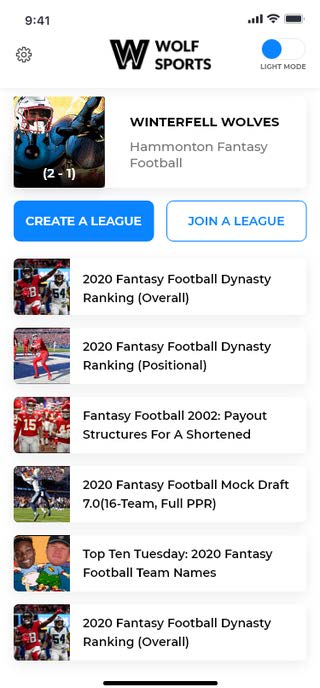 9:41
W WOLF
SPORTS
LIGHT MODE
(2 - 1)
WINTERFELL WOLVES
Hammonton Fantasy
Football
CREATE A LEAGUE
JOIN A LEAGUE
2020 Fantasy Football Dynasty
Ranking (Overall)
2020 Fantasy Football Dynasty
Ranking (Positional)
15
Fantasy Football 2002: Payout
Structures For A Shortened
2020 Fantasy Football Mock Draft
7.0(16-Team, Full PPR)
Top Ten Tuesday: 2020 Fantasy
Football Team Names
54
2020 Fantasy Football Dynasty
Ranking (Overall)